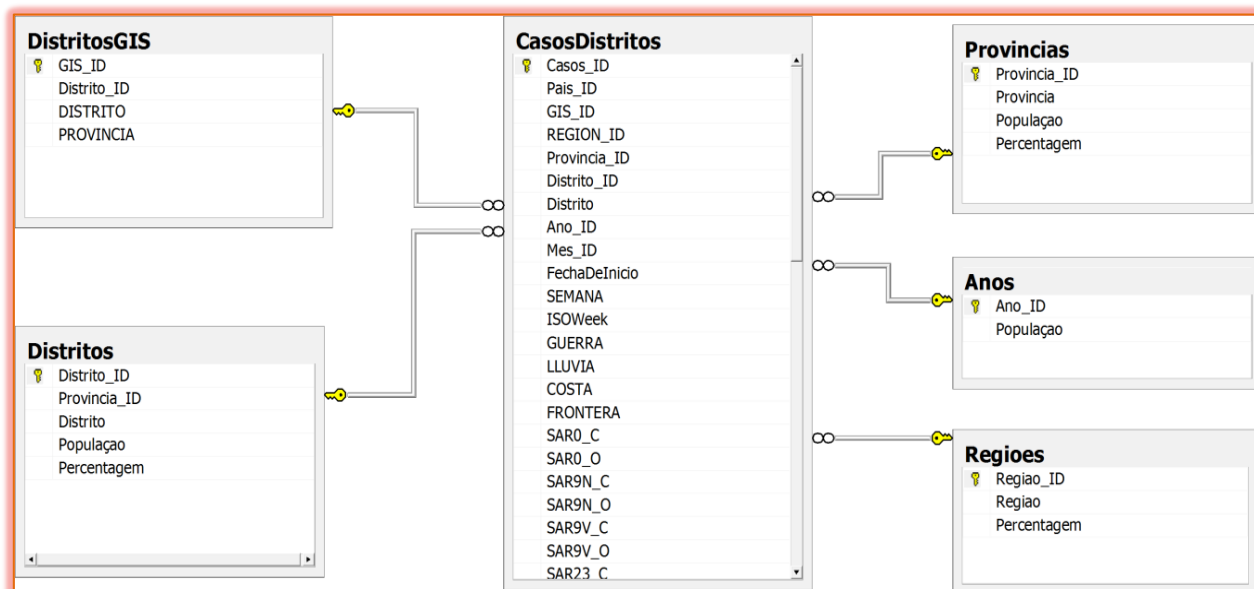 DistritosGIS
GIS_ID
Distrito_ID
DISTRITO
PROVINCIA
Distritos
Distrito_ID
Provincia_ID
Distrito
Populaçao
Percentagem
CasosDistritos
Casos_ID
Pais_ID
GIS_ID
REGION_ID
Provincia_ID
Distrito_ID
Distrito
Ano_ID
Mes_ID
FechaDeInicio
SEMANA
ISOWeek
GUERRA
LLUVIA
COSTA
FRONTERA
SAR0_C
SAR0_O
SAR9N_C
SAR9N_O
SAR9V_C
SAR9V_O
SAR23_C
Provincias
Provincia_ID
Provincia
Populaçao
Percentagem
Anos
Ano_ID
Populaçao
Regioes
Regiao_ID
Regiao
Percentagem